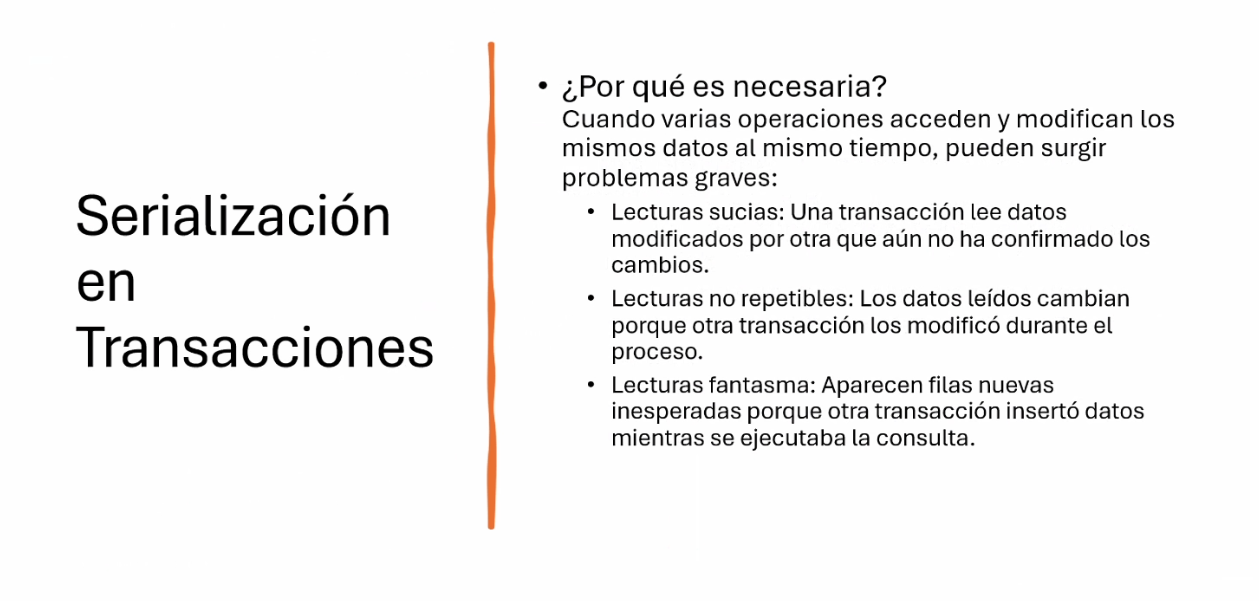 Serialización
en
Transacciones
• ¿Por qué es necesaria?
Cuando varias operaciones acceden y modifican los
mismos datos al mismo tiempo, pueden surgir
problemas graves:
• Lecturas sucias: Una transacción lee datos
modificados por otra que aún no ha confirmado los
cambios.
• Lecturas no repetibles: Los datos leídos cambian
porque otra transacción los modificó durante el
proceso.
• Lecturas fantasma: Aparecen filas nuevas
inesperadas porque otra transacción insertó datos
mientras se ejecutaba la consulta.